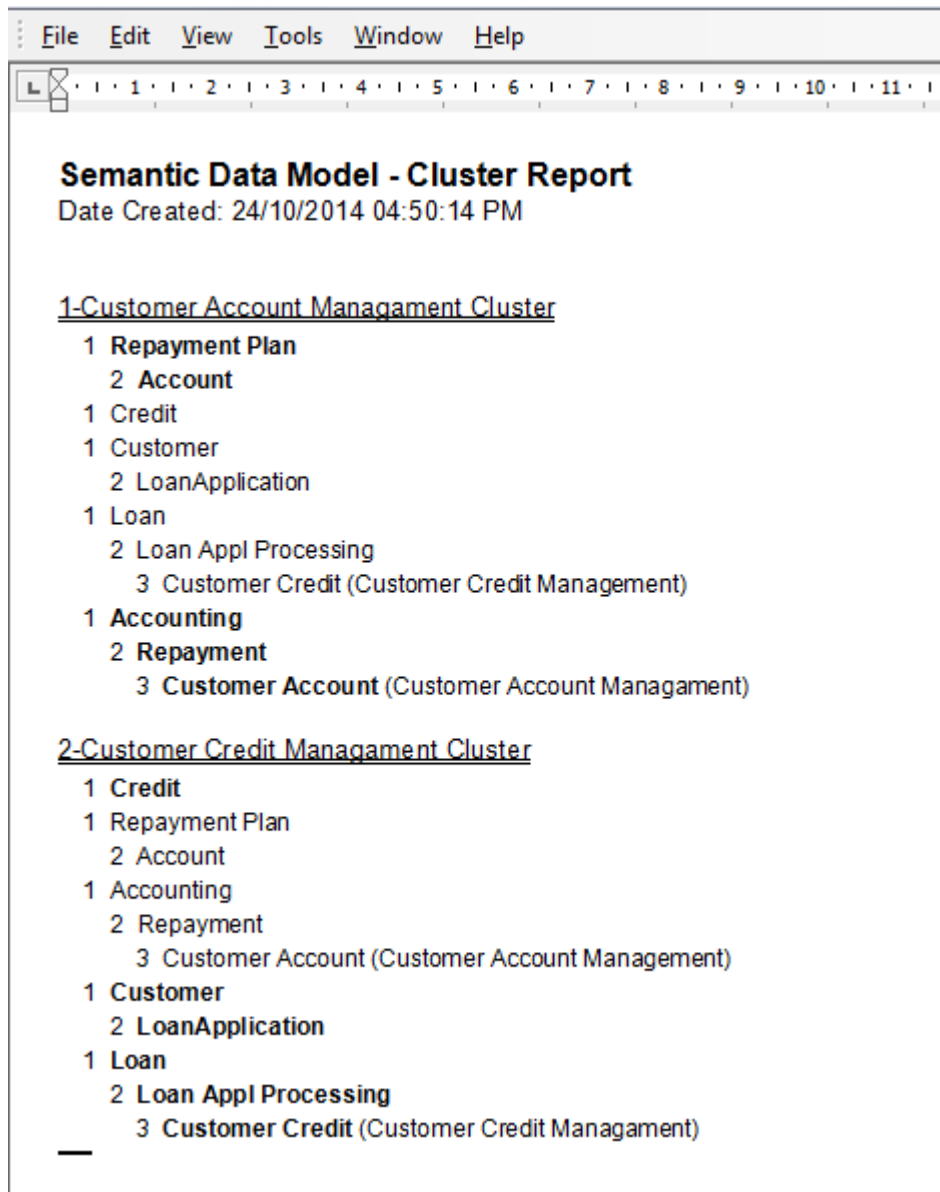 File Edit View Tools Window Help
1 2 3 4 5 6 7 8 9 10 11
Semantic Data Model - Cluster Report
Date Created: 24/10/2014 04:50:14 PM
1-Customer Account Managament Cluster
1 Repayment Plan
2 Account
1 Credit
1 Customer
2 LoanApplication
1 Loan
2 Loan Appl Processing
3 Customer Credit (Customer Credit Management)
1 Accounting
2 Repayment
3 Customer Account (Customer Account Managament)
2-Customer Credit Managament Cluster
1 Credit
1 Repayment Plan
2 Account
1 Accounting
2 Repayment
3 Customer Account (Customer Account Management)
1 Customer
2 LoanApplication
1 Loan
2 Loan Appl Processing
3 Customer Credit (Customer Credit Managament)